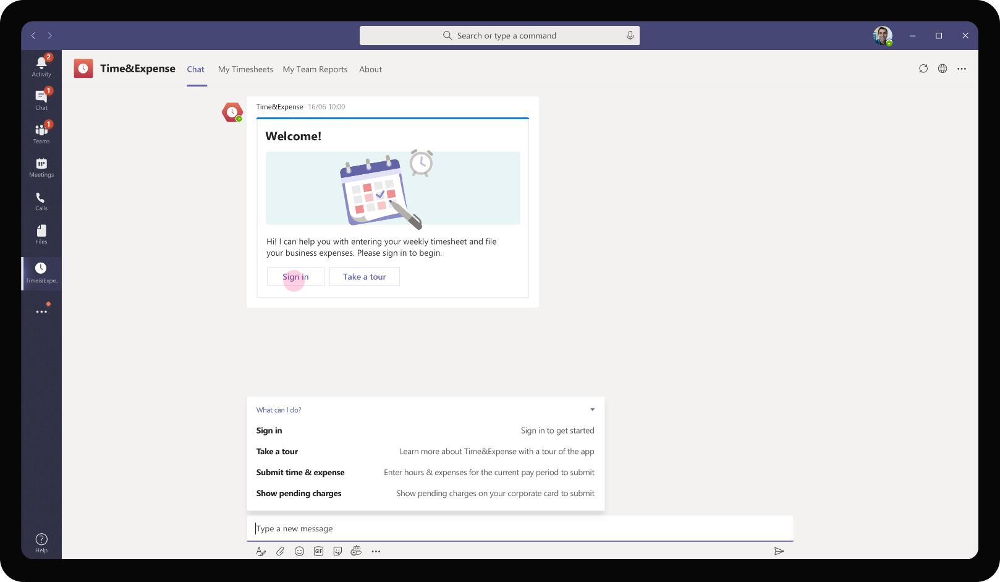 Search or type a command
2
Activity
1
Chat
1
Teams
Meetings
Calls
Files
Time&Expe..
Help
Time&Expense
Chat
My Timesheets
My Team Reports
About
Time&Expense 16/06 10:00
Welcome!
Hi! I can help you with entering your weekly timesheet and file
your business expenses. Please sign in to begin.
Sign in
Take a tour
What can I do?
Sign in Sign in to get started
Take a tour Learn more about Time&Expense with a tour of the app
Submit time & expense Enter hours & expenses for the current pay period to submit
Show pending charges Show pending charges on your corporate card to submit
Type a new message
GIF